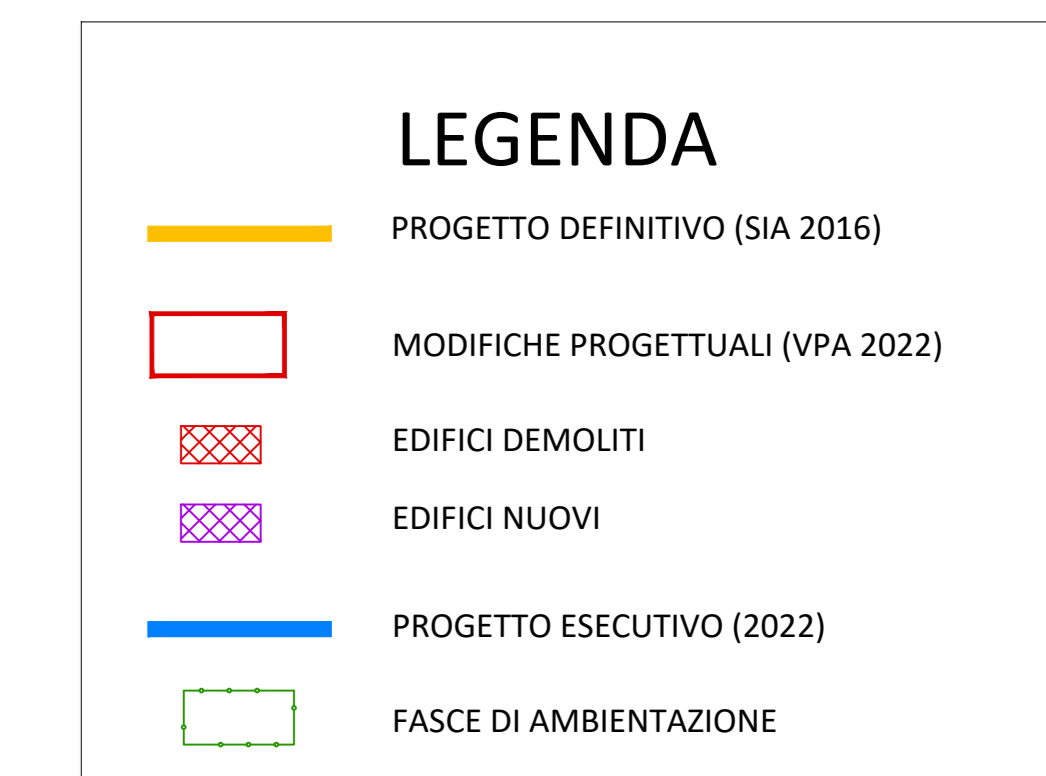 LEGENDA
PROGETTO DEFINITIVO (SIA 2016)
MODIFICHE PROGETTUALI (VPA 2022)
EDIFICI DEMOLITI
EDIFICI NUOVI
PROGETTO ESECUTIVO (2022)
FASCE DI AMBIENTAZIONE